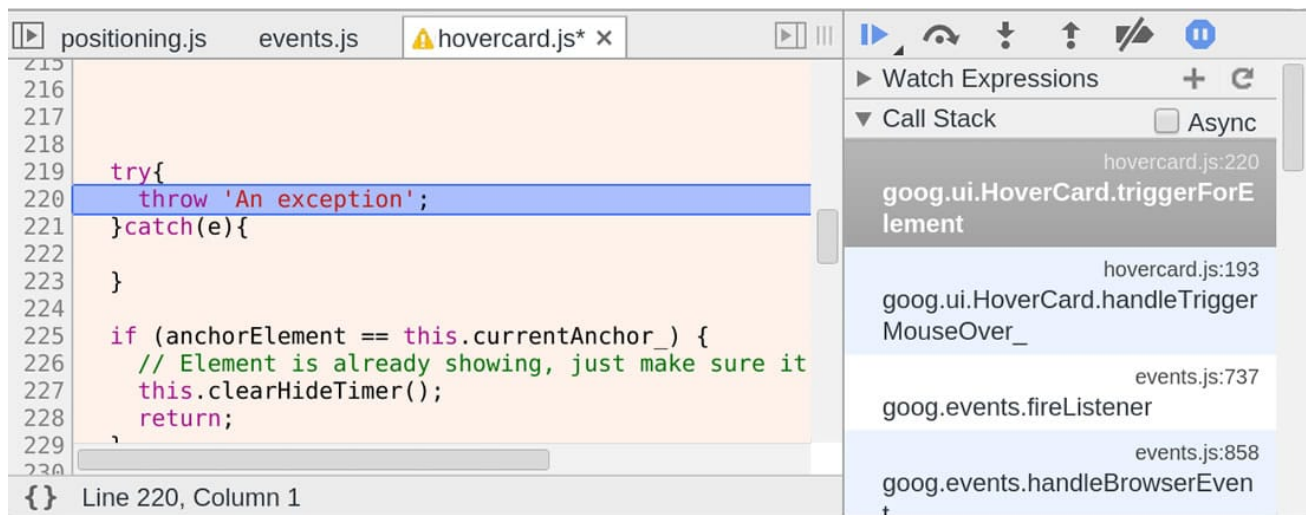 positioning.js events.js hovercard.js* ×
215
216
217
218
219 try{
220 throw 'An exception';
221 }catch(e){
222
223 }
224
225 if (anchorElement == this.currentAnchor_) {
226 // Element is already showing, just make sure it
227 this.clearHideTimer();
228 return;
229 }
230
{} Line 220, Column 1
Watch Expressions
Call Stack Async
hovercard.js:220
goog.ui.HoverCard.triggerForE
lement
hovercard.js:193
goog.ui.HoverCard.handleTrigger
MouseOver_
events.js:737
goog.events.fireListener
events.js:858
goog.events.handleBrowserEven
t